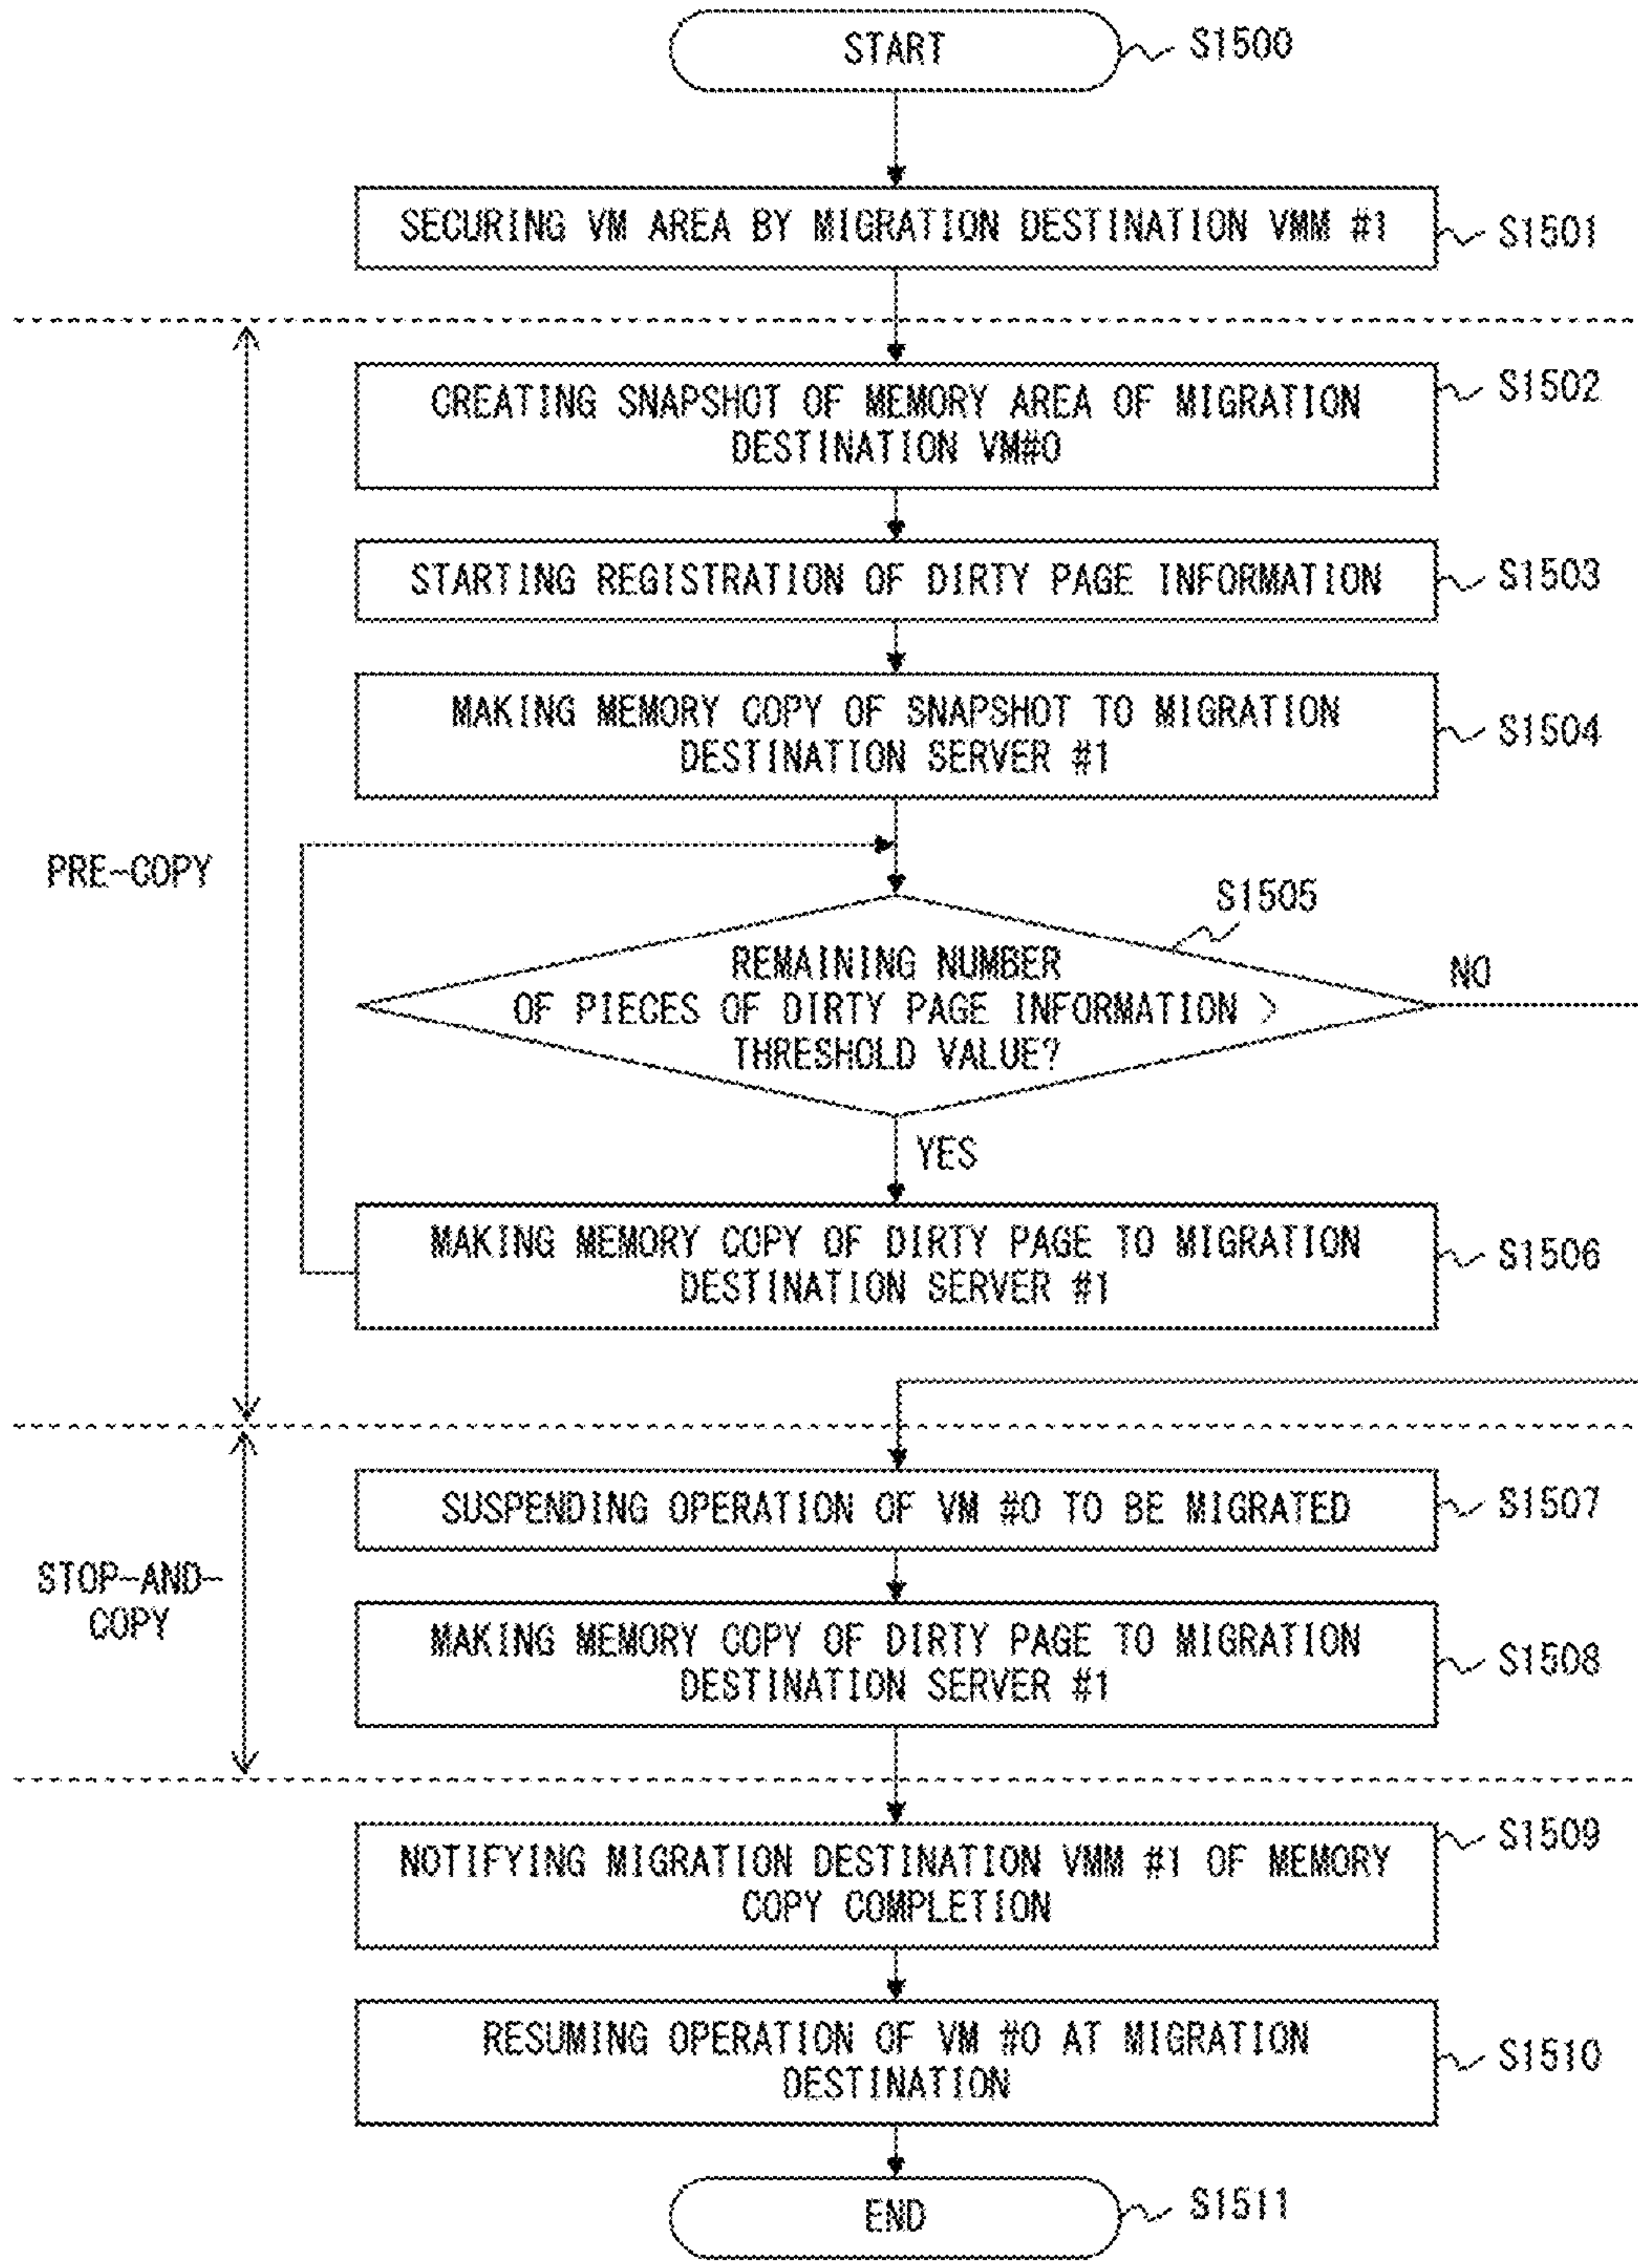 START
S1500
SECURING VM AREA BY MIGRATION DESTINATION VMM #1
S1501
CREATING SNAPSHOT OF MEMORY AREA OF MIGRATION
DESTINATION VM#0
S1502
STARTING REGISTRATION OF DIRTY PAGE INFORMATION
S1503
MAKING MEMORY COPY OF SNAPSHOT TO MIGRATION
DESTINATION SERVER #1
S1504
PRE-COPY
S1505
REMAINING NUMBER
OF PIECES OF DIRTY PAGE INFORMATION >
THRESHOLD VALUE?
NO
YES
MAKING MEMORY COPY OF DIRTY PAGE TO MIGRATION
DESTINATION SERVER #1
S1506
SUSPENDING OPERATION OF VM #0 TO BE MIGRATED
S1507
STOP-AND-
COPY
MAKING MEMORY COPY OF DIRTY PAGE TO MIGRATION
DESTINATION SERVER #1
S1508
NOTIFYING MIGRATION DESTINATION VMM #1 OF MEMORY
COPY COMPLETION
S1509
RESUMING OPERATION OF VM #0 AT MIGRATION
DESTINATION
S1510
END
S1511